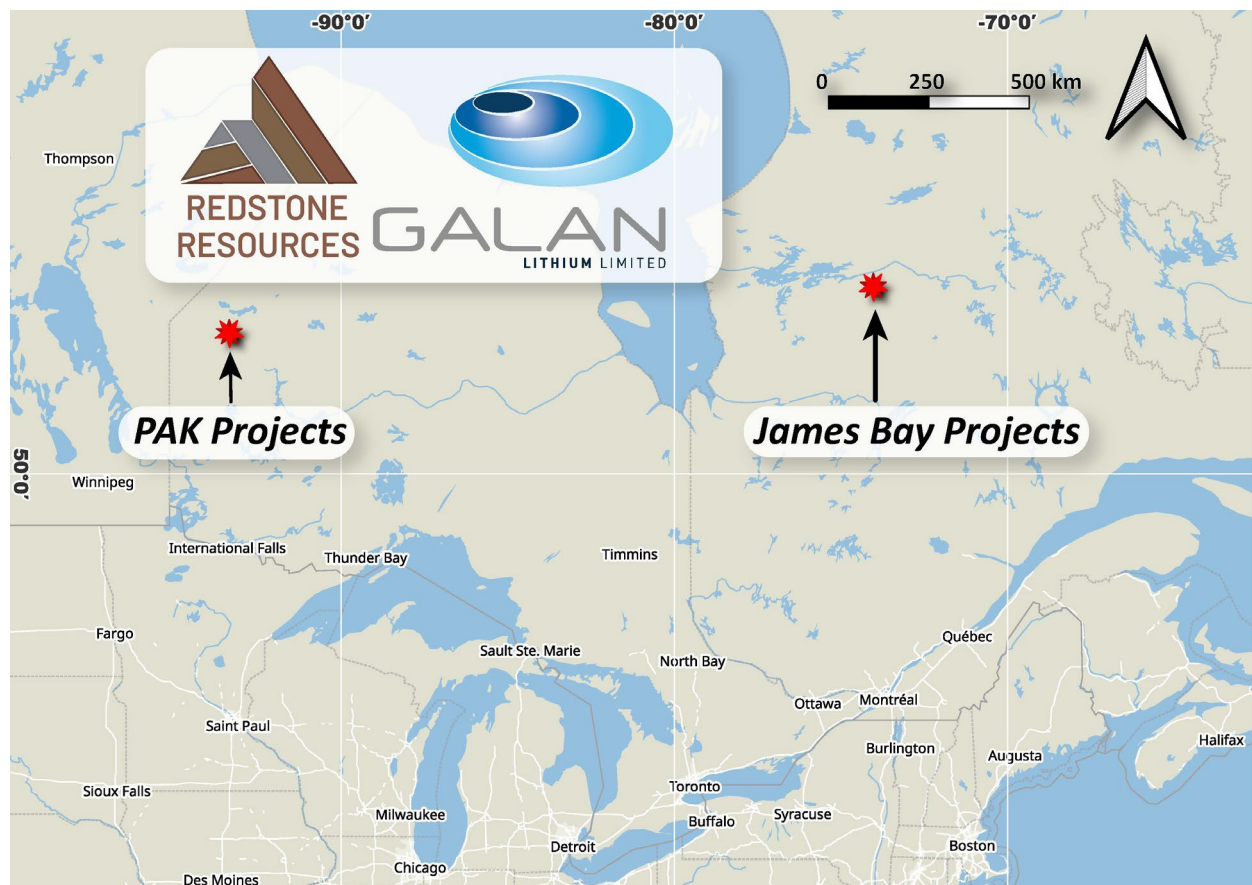 -90°0'
-80°0'
-70°0'
0
250
500 km
Thompson
REDSTONE
RESOURCES
GALAN
LITHIUM LIMITED
PAK Projects
James Bay Projects
50°0'
Winnipeg
International Falls
Thunder Bay
Timmins
Fargo
Sault Ste. Marie
North Bay
Québec
Saint Paul
Ottawa
Montréal
Burlington
Augusta
Halifax
Sioux Falls
Toronto
Milwaukee
Buffalo
Syracuse
Detroit
Boston
Chicago
Des Moines